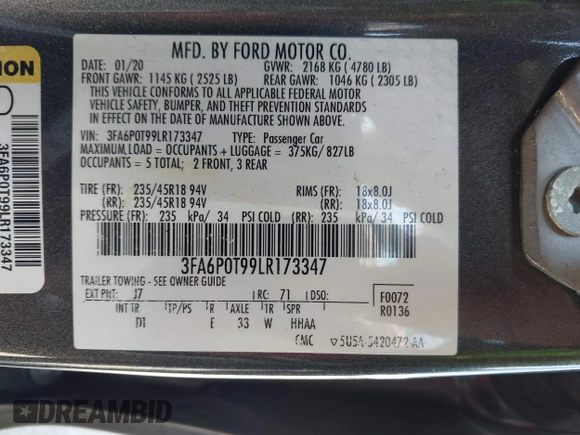 MFD. BY FORD MOTOR CO.
DATE: 01/20 GVWR: 2168 KG ( 4780 LB)
FRONT GAWR: 1145 KG ( 2525 LB) REAR GAWR: 1046 KG ( 2305 LB)
THIS VEHICLE CONFORMS TO ALL APPLICABLE FEDERAL MOTOR
VEHICLE SAFETY, BUMPER, AND THEFT PREVENTION STANDARDS
IN EFFECT ON THE DATE OF MANUFACTURE SHOWN ABOVE.
VIN: 3FA6P0T99LR173347 TYPE: Passenger Car
MAXIMUM LOAD = OCCUPANTS + LUGGAGE = 375KG/ 827LB
OCCUPANTS = 5 TOTAL; 2 FRONT, 3 REAR
TIRE (FR): 235/45R18 94V RIMS (FR): 18x8.0J
(RR): 235/45R18 94V (RR): 18x8.0J
PRESSURE (FR): 235 kPa/ 34 PSI COLD (RR): 235 kPa/ 34 PSI COLD
3FA6P0T99LR173347
TRAILER TOWING - SEE OWNER GUIDE
EXT PNT: J7 RC: 71 DSO:
INT TR TP/PS R AXLE TR SPR
DT E 33 W HHAA
F0072
R0136
CMC
3FA6P0T99LR173347
DREAMBID